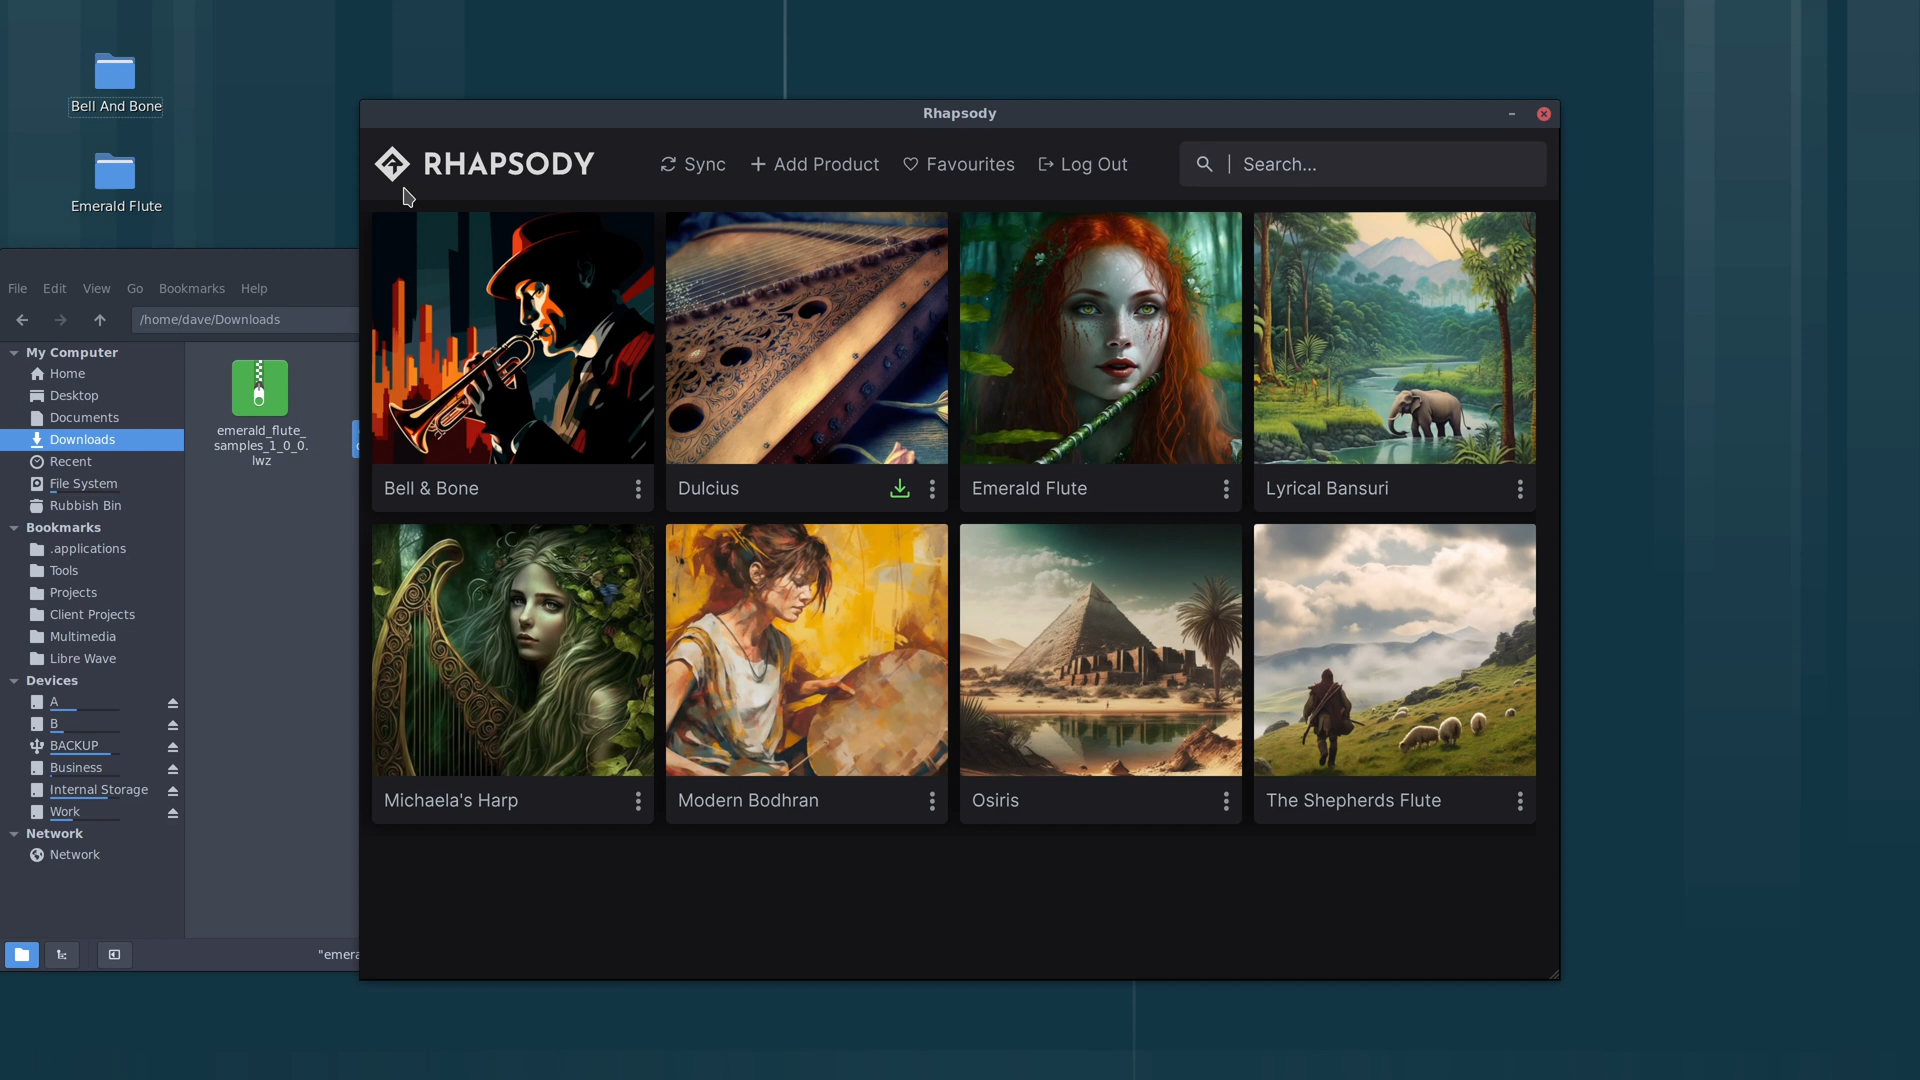 Bell And Bone
Emerald Flute
File Edit View Go Bookmarks Help
/home/dave/Downloads
My Computer
Home
Desktop
Documents
Downloads
Recent
File System
Rubbish Bin
Bookmarks
.applications
Tools
Projects
Client Projects
Multimedia
Libre Wave
Devices
A
B
BACKUP
Business
Internal Storage
Work
Network
Network
emerald_flute_
samples_1_0_0.
lwz
"emera
Rhapsody
RHAPSODY
Sync
Add Product
Favourites
Log Out
Search...
Bell & Bone
Dulcius
Emerald Flute
Lyrical Bansuri
Michaela's Harp
Modern Bodhran
Osiris
The Shepherds Flute